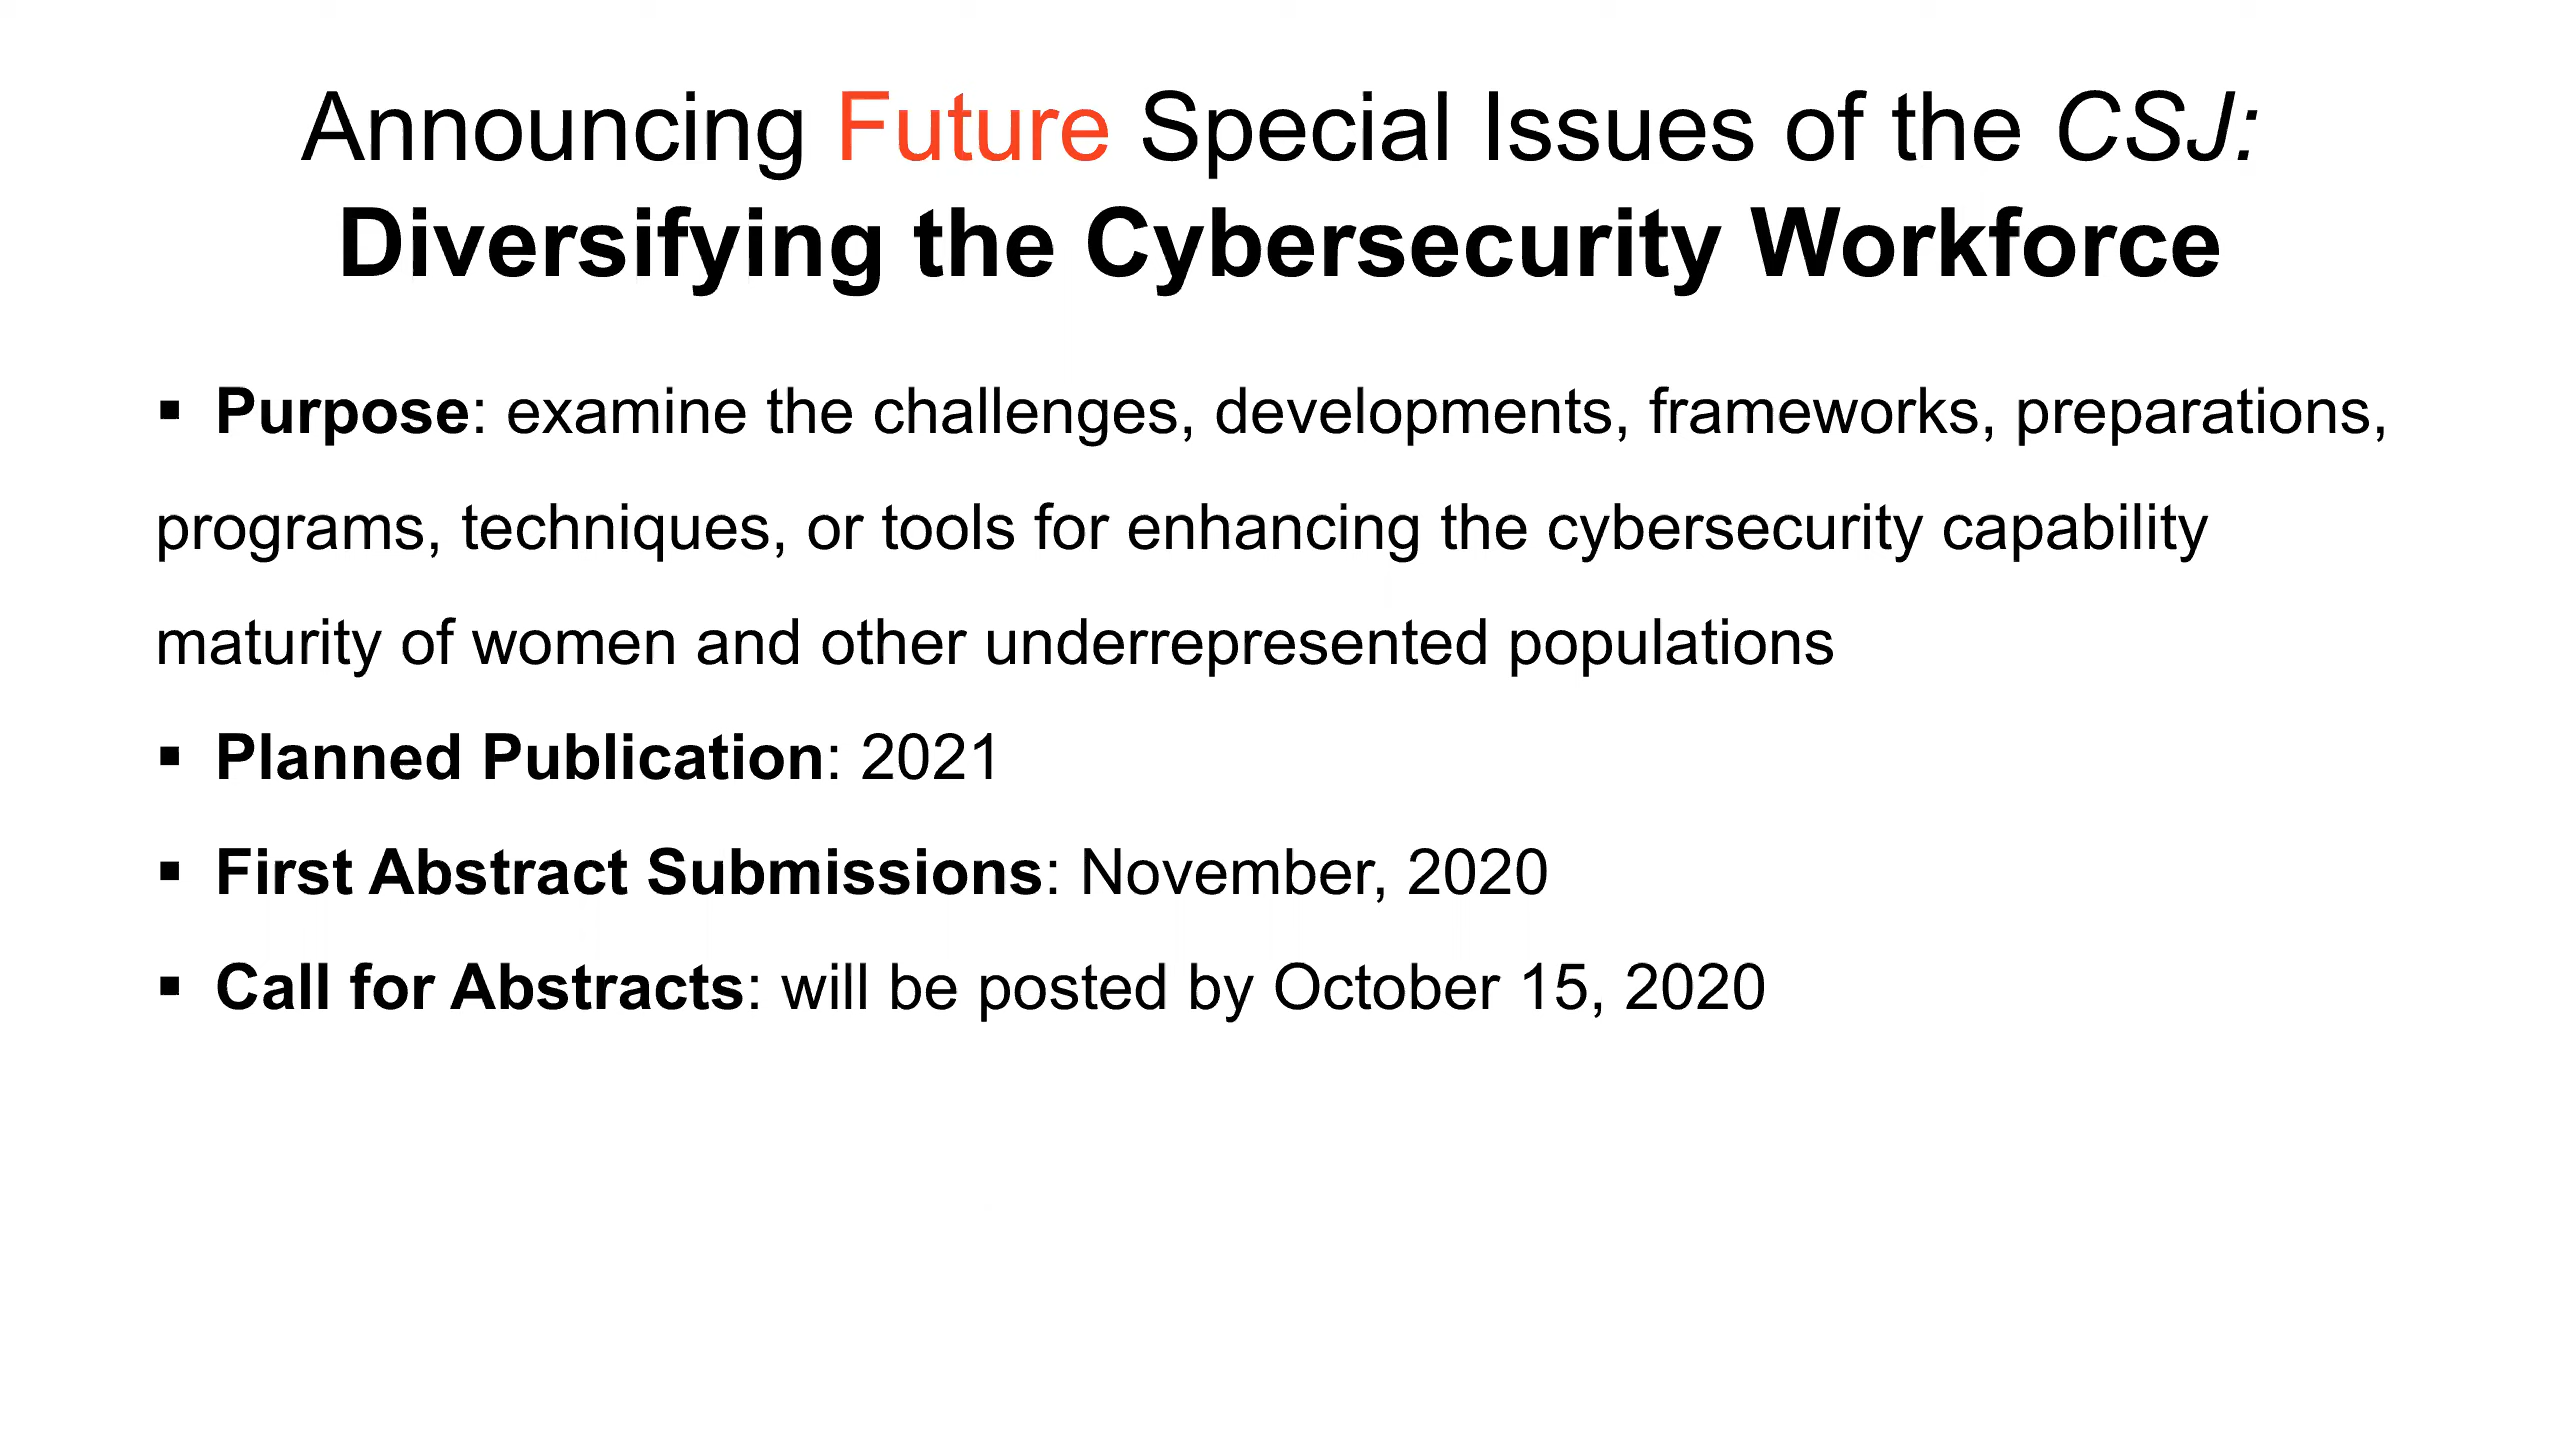 Announcing Future Special Issues of the CSJ:
Diversifying the Cybersecurity Workforce
▪ Purpose: examine the challenges, developments, frameworks, preparations,
programs, techniques, or tools for enhancing the cybersecurity capability
maturity of women and other underrepresented populations
▪ Planned Publication: 2021
▪ First Abstract Submissions: November, 2020
▪ Call for Abstracts: will be posted by October 15, 2020